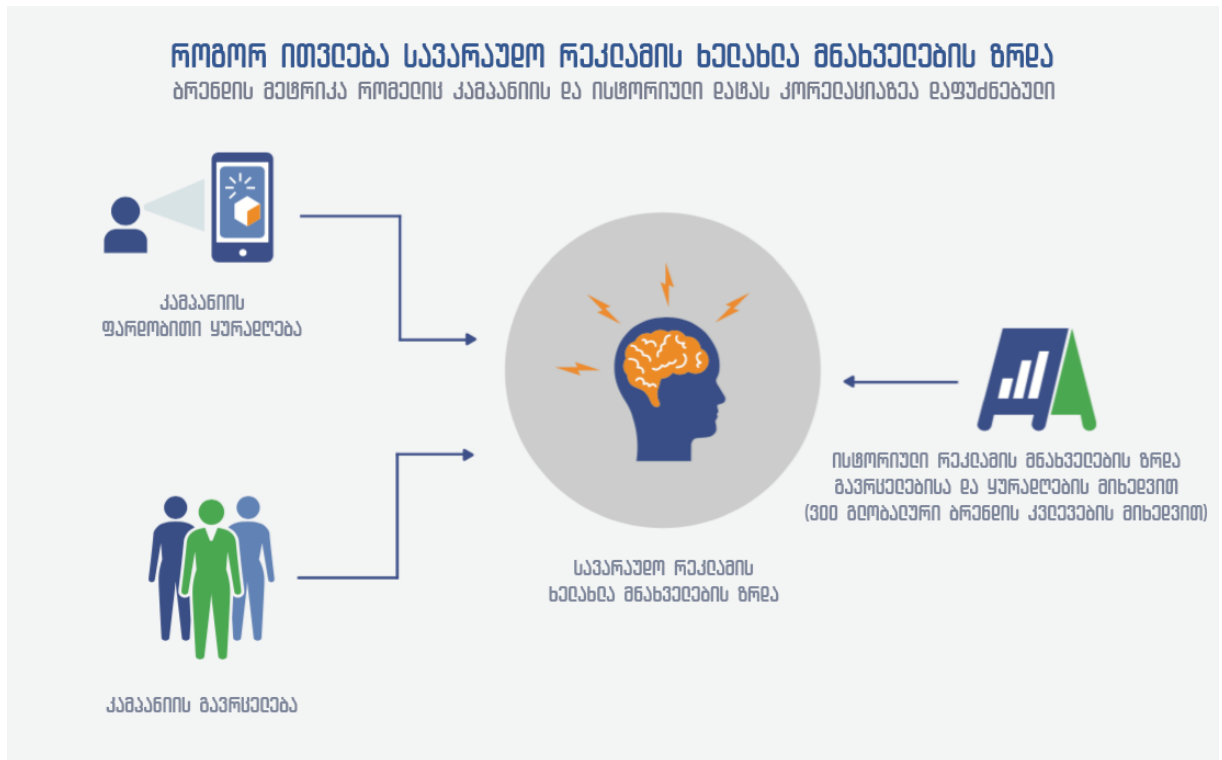 როგორ ითვლება სავარაუდო რეკლამის ხელახლა მნახველების ზრდა
ბრენდის მეტრიკა რომელიც კამპანიის და ისტორიული დატას კორელაციაზეა დაფუძნებული
კამპანიის
ფარდობითი ყურადღება
ისტორიული რეკლამის მნახველების ზრდა
გავრცელებისა და ყურადღების მიხედვით
(300 გლობალური ბრენდის კვლევების მიხედვით)
სავარაუდო რეკლამის
ხელახლა მნახველების ზრდა
კამპანიის გავრცელება